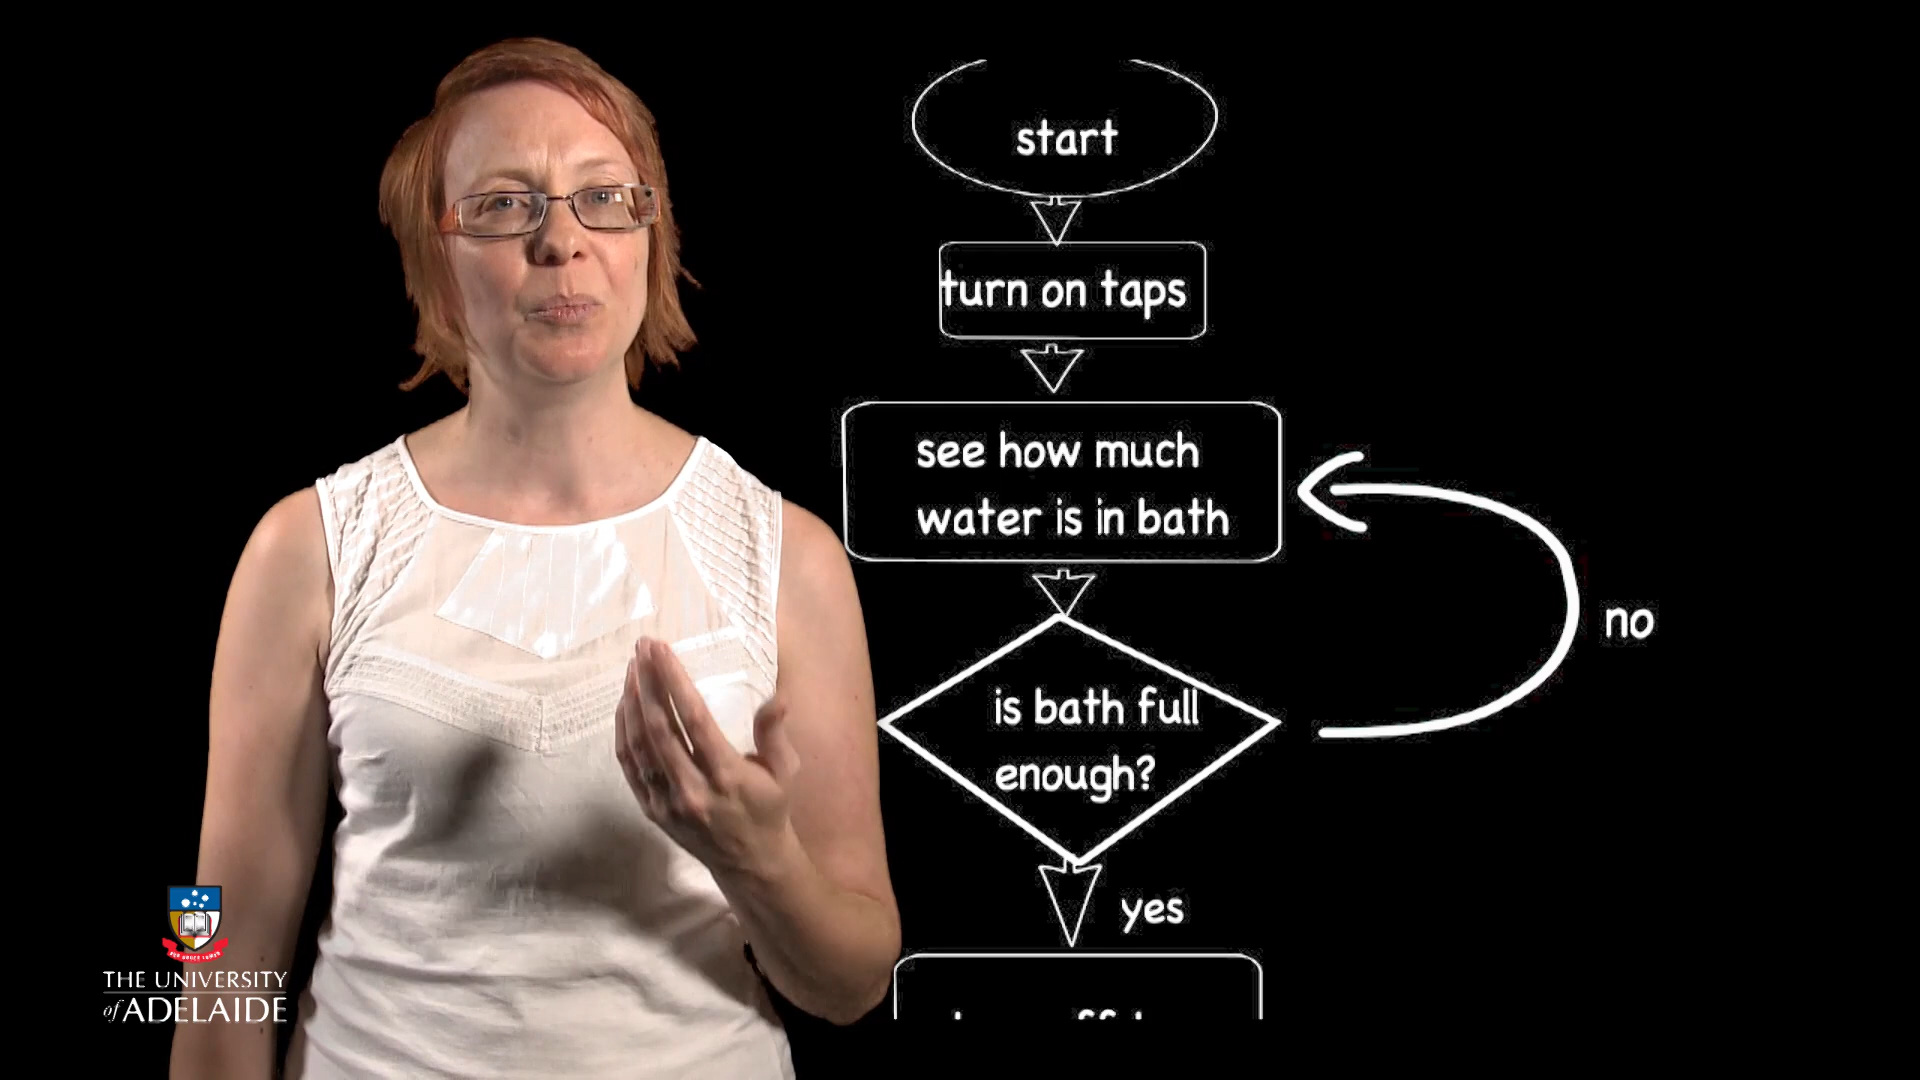 start
turn on taps
see how much
water is in bath
no
is bath full
enough?
yes
THE UNIVERSITY
of ADELAIDE